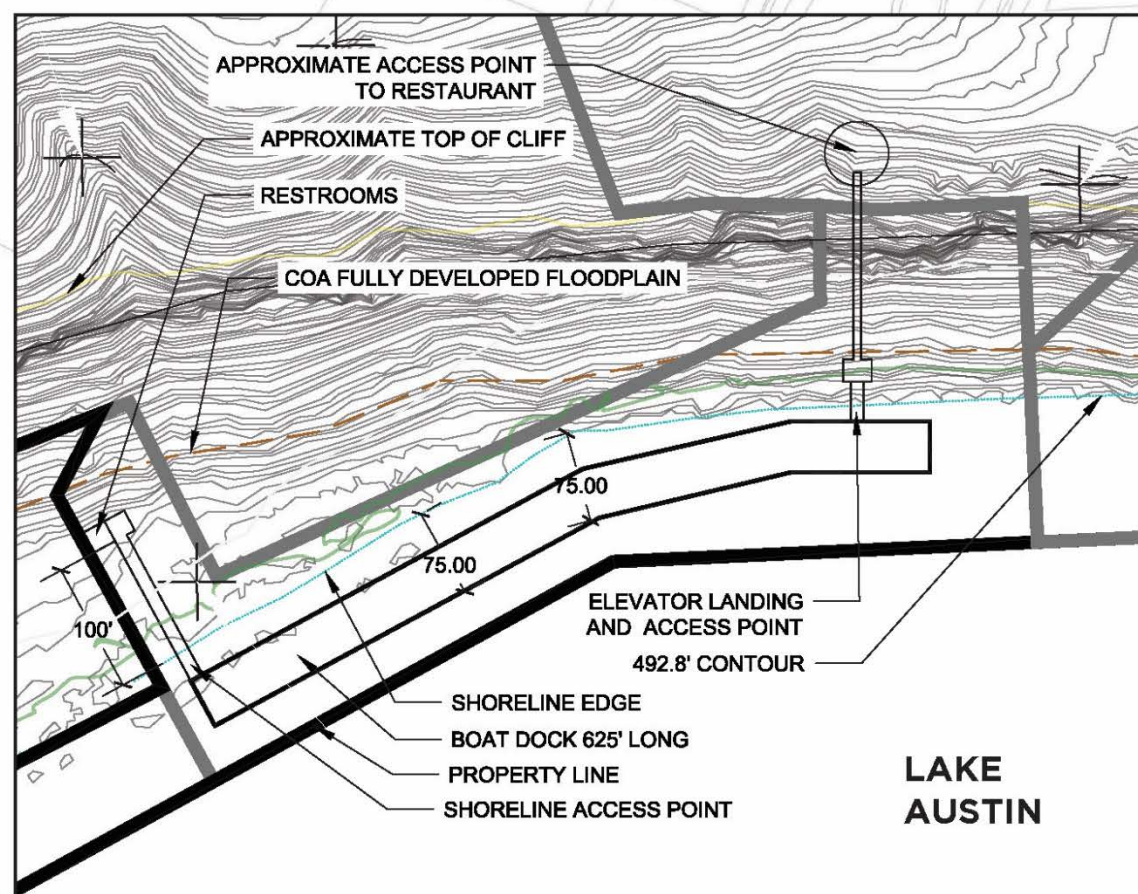 APPROXIMATE ACCESS POINT
TO RESTAURANT
APPROXIMATE TOP OF CLIFF
RESTROOMS
COA FULLY DEVELOPED FLOODPLAIN
75.00
75.00
100'
ELEVATOR LANDING
AND ACCESS POINT
492.8' CONTOUR
SHORELINE EDGE
BOAT DOCK 625' LONG
PROPERTY LINE
SHORELINE ACCESS POINT
LAKE
AUSTIN